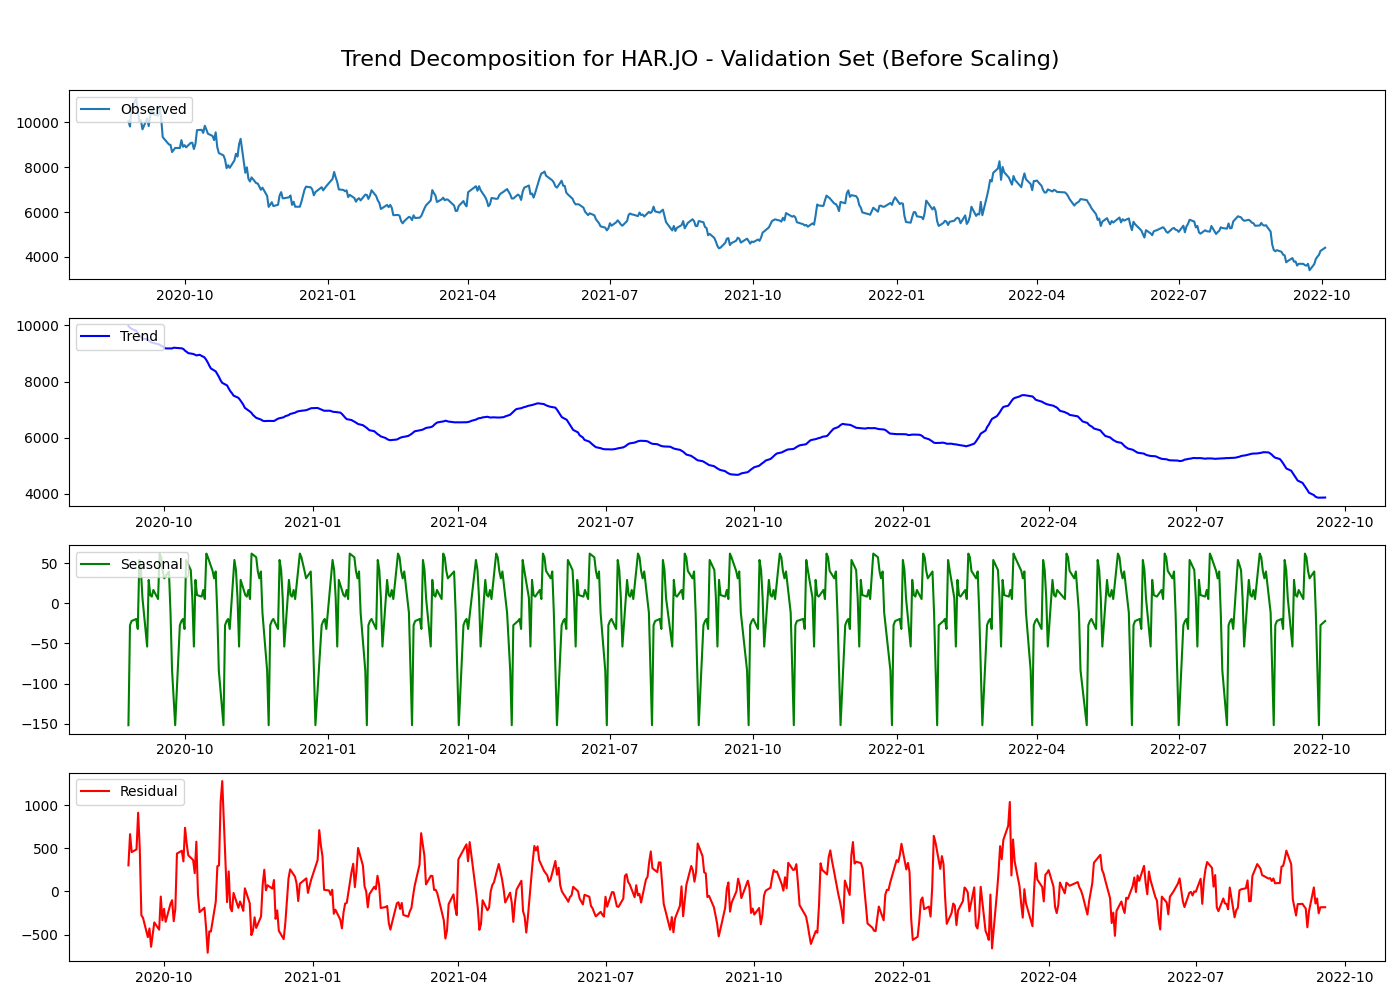 Trend Decomposition for HAR.JO - Validation Set (Before Scaling)
Observed
10000
8000
6000
4000
2020-10 2021-01 2021-04 2021-07 2021-10 2022-01 2022-04 2022-07 2022-10
Trend
10000
8000
6000
4000
2020-10 2021-01 2021-04 2021-07 2021-10 2022-01 2022-04 2022-07 2022-10
Seasonal
50
0
−50
−100
−150
2020-10 2021-01 2021-04 2021-07 2021-10 2022-01 2022-04 2022-07 2022-10
Residual
1000
500
0
−500
2020-10 2021-01 2021-04 2021-07 2021-10 2022-01 2022-04 2022-07 2022-10